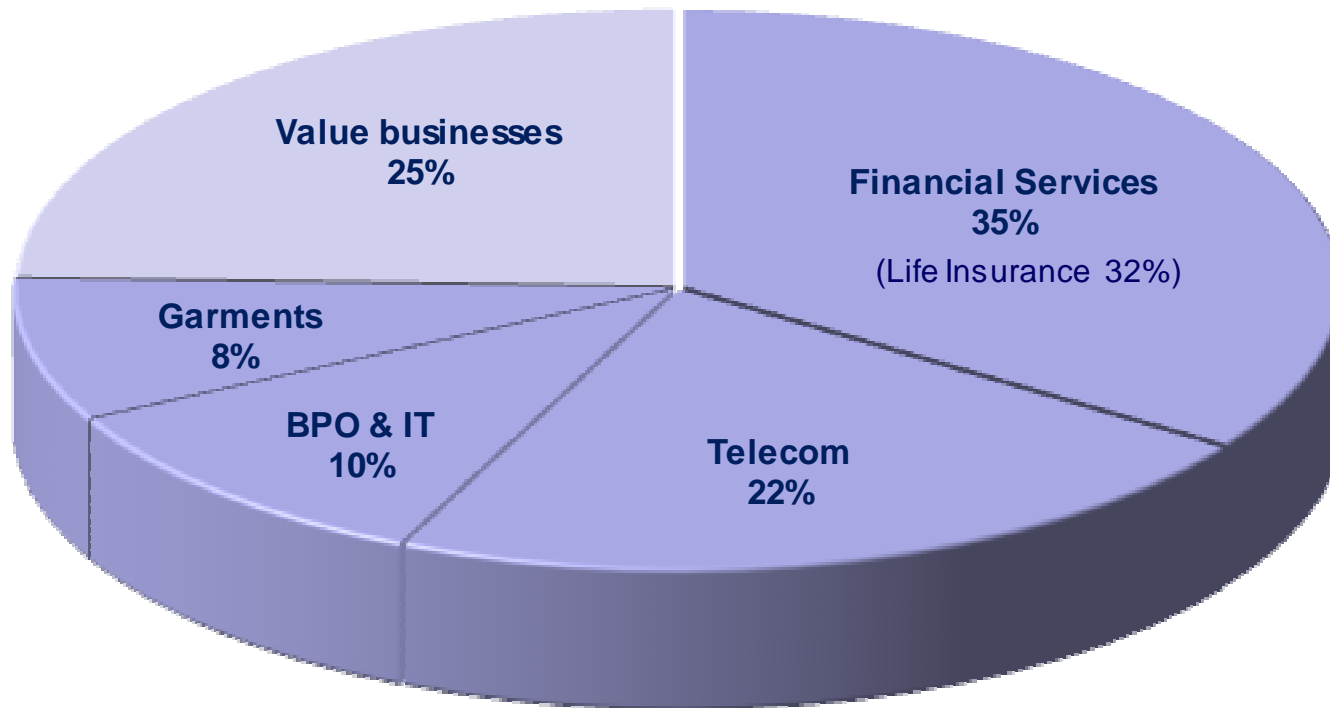 Value businesses
25%
Financial Services
35%
(Life Insurance 32%)
Garments
8%
BPO & IT
10%
Telecom
22%